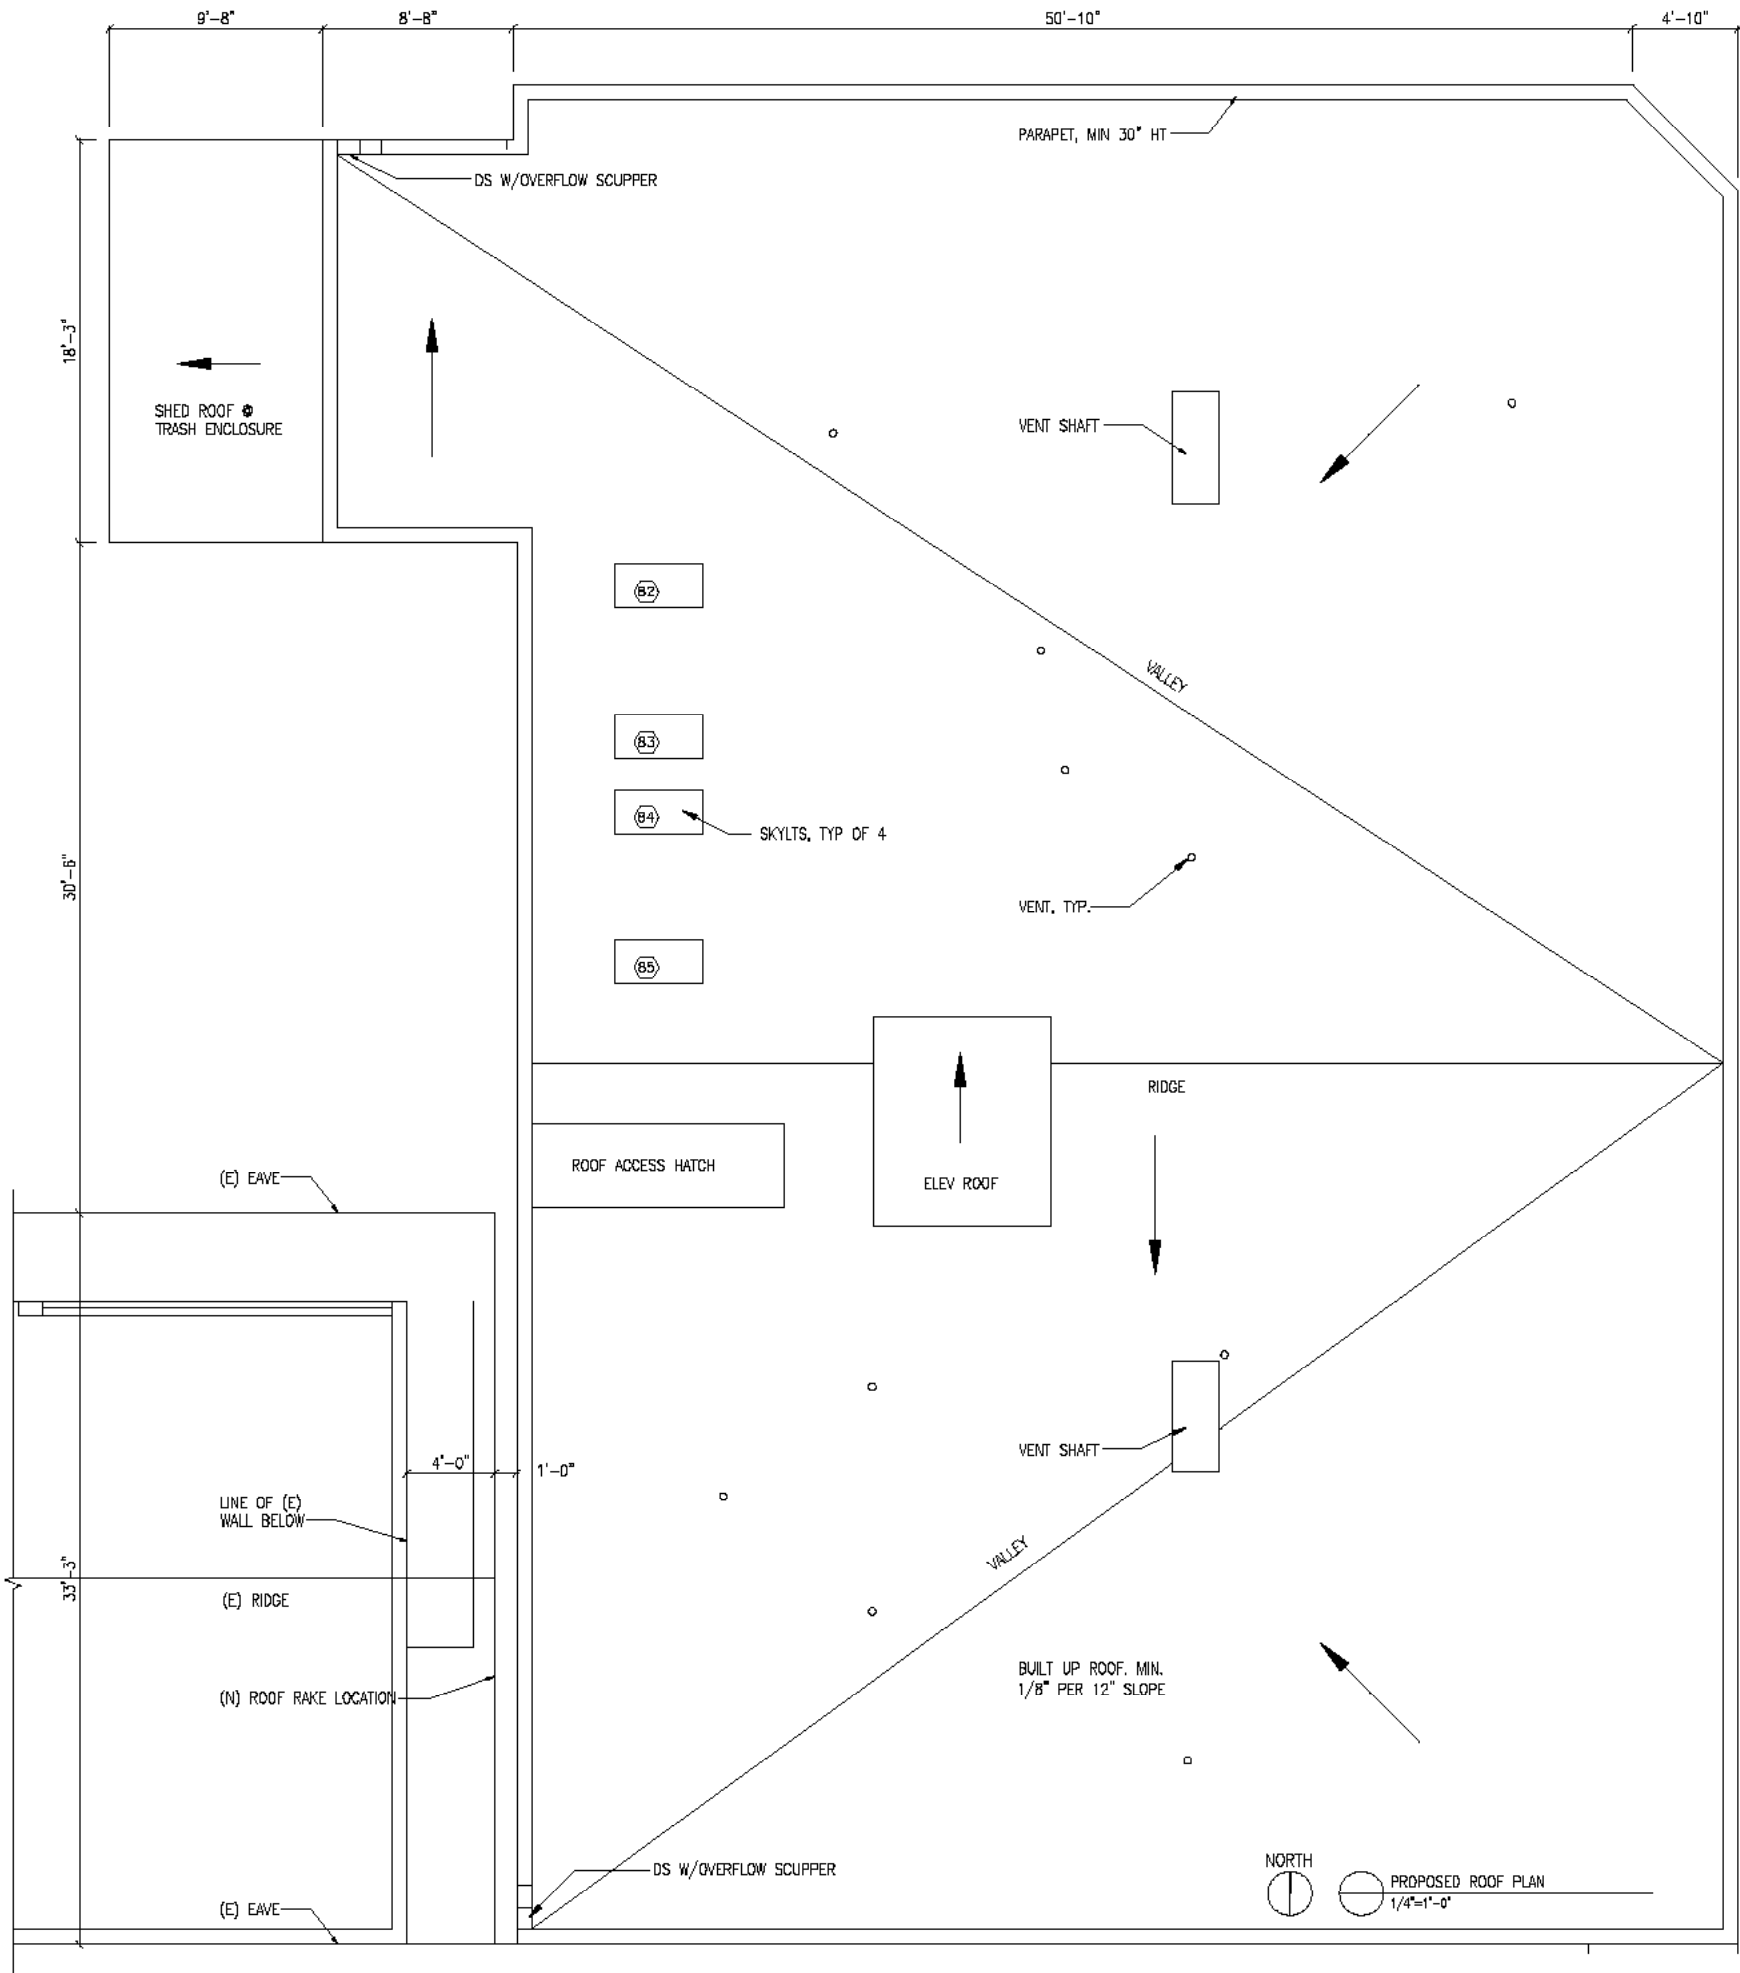 9'-8"
8'-8"
50'-10"
4'-10"
PARAPET, MIN 30" HT
DS W/OVERFLOW SCUPPER
18'-3"
SHED ROOF @
TRASH ENCLOSURE
VENT SHAFT
82
VALLEY
83
84
SKYLTS, TYP OF 4
30'-6"
VENT, TYP.
85
RIDGE
ROOF ACCESS HATCH
(E) EAVE
ELEV ROOF
VENT SHAFT
4'-0"
1'-0"
LINE OF (E)
WALL BELOW
VALLEY
33'-3"
(E) RIDGE
BUILT UP ROOF. MIN.
1/8" PER 12" SLOPE
(N) ROOF RAKE LOCATION
DS W/OVERFLOW SCUPPER
NORTH
PROPOSED ROOF PLAN
1/4"=1'-0"
(E) EAVE